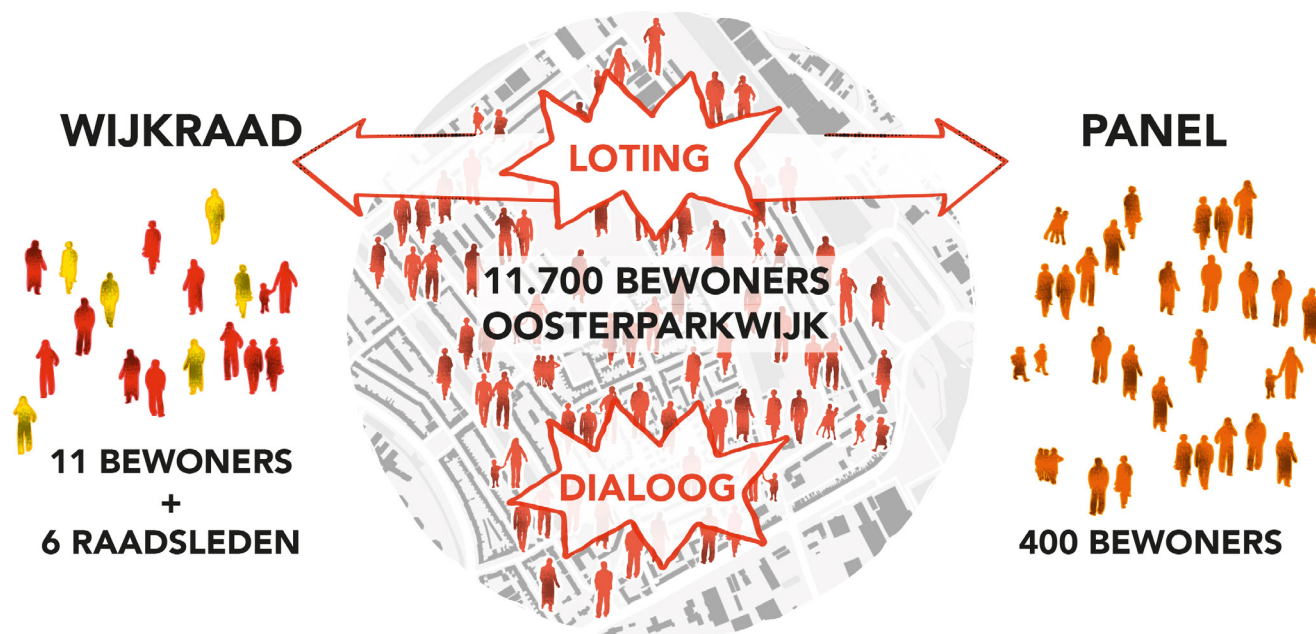 WIJKRAAD
11 BEWONERS
+
6 RAADSLEDEN
LOTING
11.700 BEWONERS
OOSTERPARKWIJK
DIALOOG
PANEL
400 BEWONERS